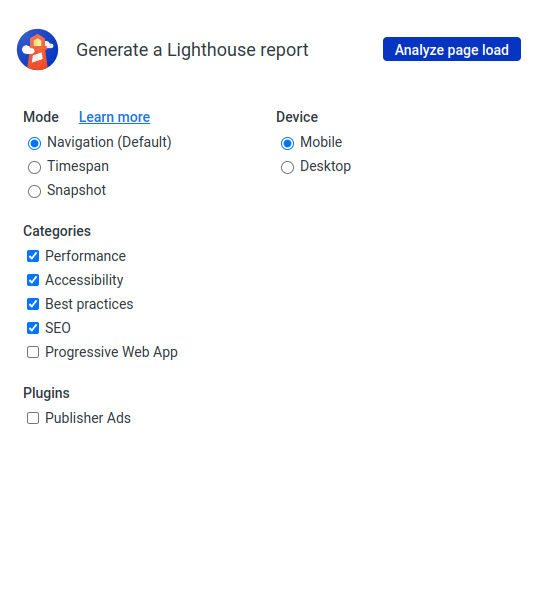 Generate a Lighthouse report
Analyze page load
Mode Learn more
Navigation (Default)
Timespan
Snapshot
Device
Mobile
Desktop
Categories
Performance
Accessibility
Best practices
SEO
Progressive Web App
Plugins
Publisher Ads